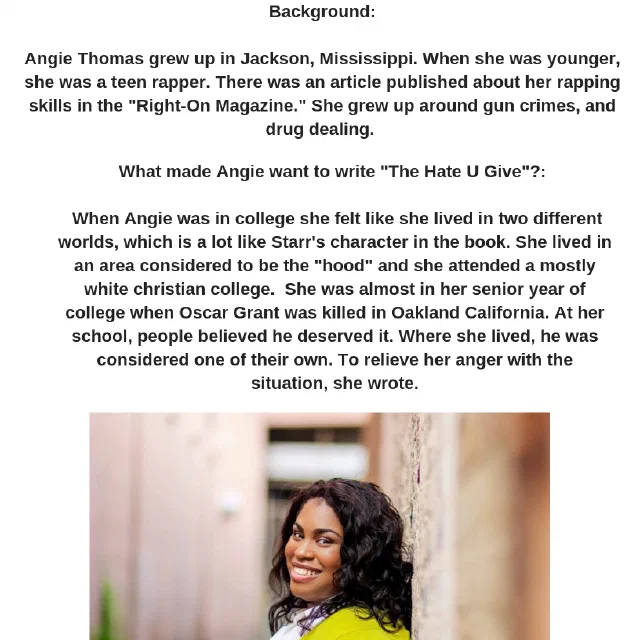 Background:
Angie Thomas grew up in Jackson, Mississippi. When she was younger,
she was a teen rapper. There was an article published about her rapping
skills in the "Right-On Magazine." She grew up around gun crimes, and
drug dealing.
What made Angie want to write "The Hate U Give"?:
When Angie was in college she felt like she lived in two different
worlds, which is a lot like Starr's character in the book. She lived in
an area considered to be the "hood" and she attended a mostly
white christian college.  She was almost in her senior year of
college when Oscar Grant was killed in Oakland California. At her
school, people believed he deserved it. Where she lived, he was
considered one of their own. To relieve her anger with the
situation, she wrote.